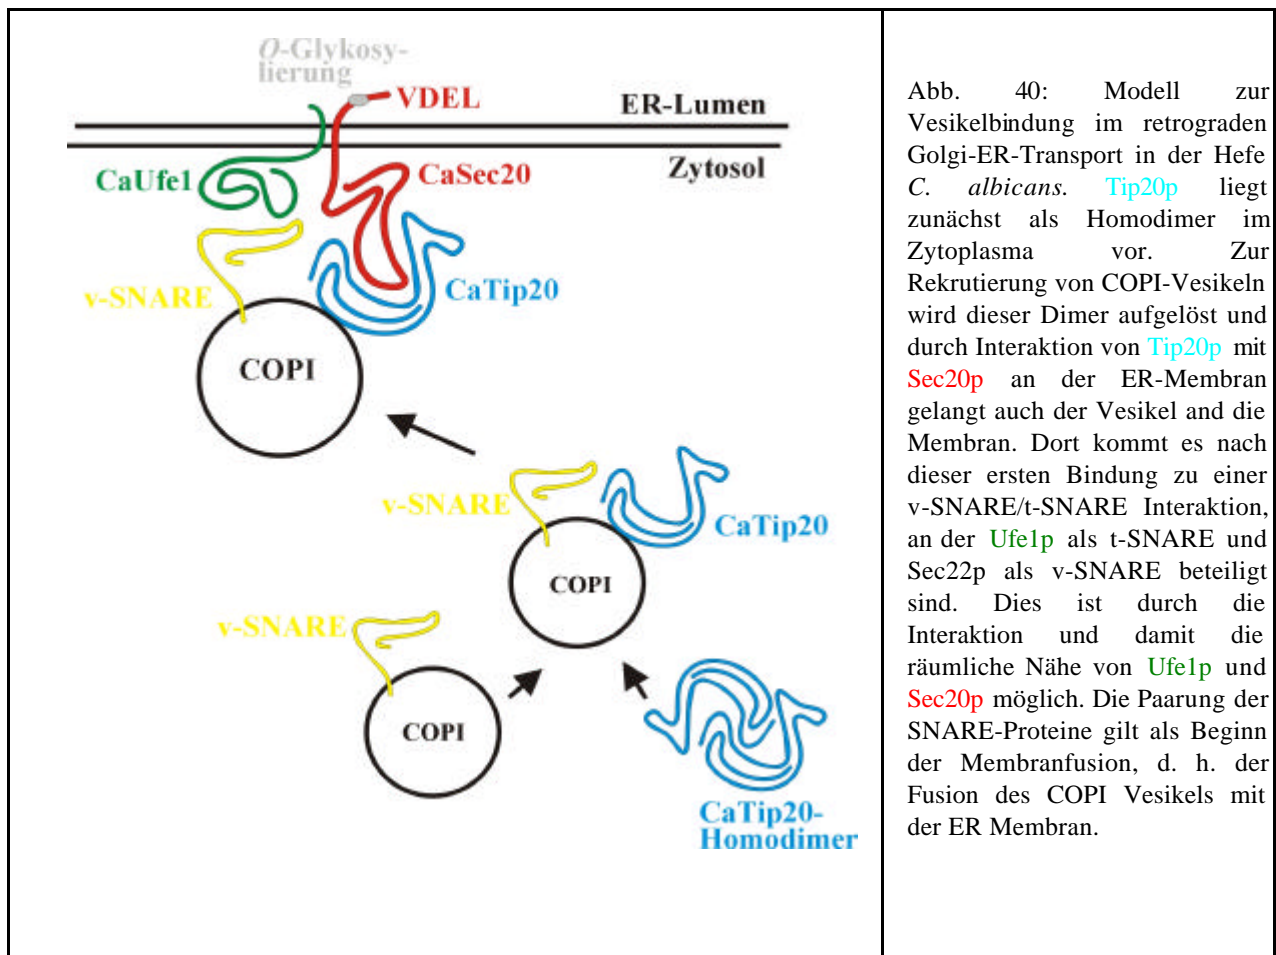 O-Glykosy-
lierung
VDEL
ER-Lumen
Zytosol
CaUfe1
CaSec20
v-SNARE
CaTip20
COPI
v-SNARE
CaTip20
COPI
v-SNARE
COPI
CaTip20-
Homodimer
Abb. 40: Modell zur
Vesikelbindung im retrograden
Golgi-ER-Transport in der Hefe
C. albicans. Tip20p liegt
zunächst als Homodimer im
Zytoplasma vor. Zur
Rekrutierung von COPI-Vesikeln
wird dieser Dimer aufgelöst und
durch Interaktion von Tip20p mit
Sec20p an der ER-Membran
gelangt auch der Vesikel and die
Membran. Dort kommt es nach
dieser ersten Bindung zu einer
v-SNARE/t-SNARE Interaktion,
an der Ufe1p als t-SNARE und
Sec22p als v-SNARE beteiligt
sind. Dies ist durch die
Interaktion und damit die
räumliche Nähe von Ufe1p und
Sec20p möglich. Die Paarung der
SNARE-Proteine gilt als Beginn
der Membranfusion, d. h. der
Fusion des COPI Vesikels mit
der ER Membran.